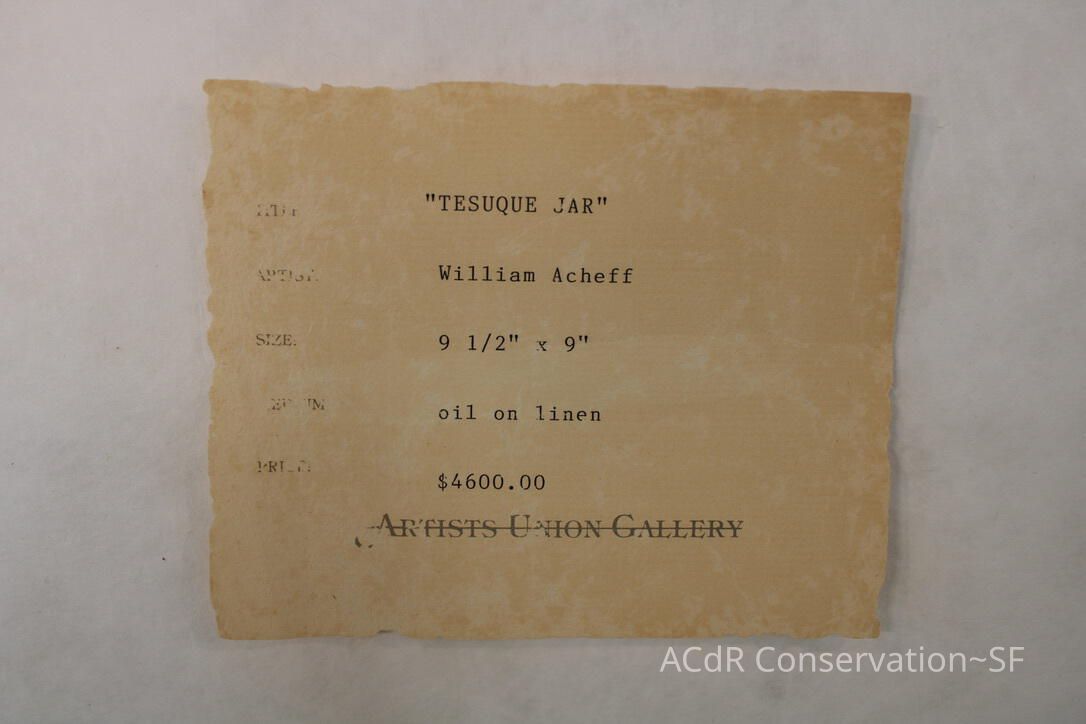 "TESUQUE JAR"
William Acheff
SIZE: 9 1/2" x 9"
oil on linen
$4600.00
ARTISTS UNION GALLERY
ACdR Conservation~SF